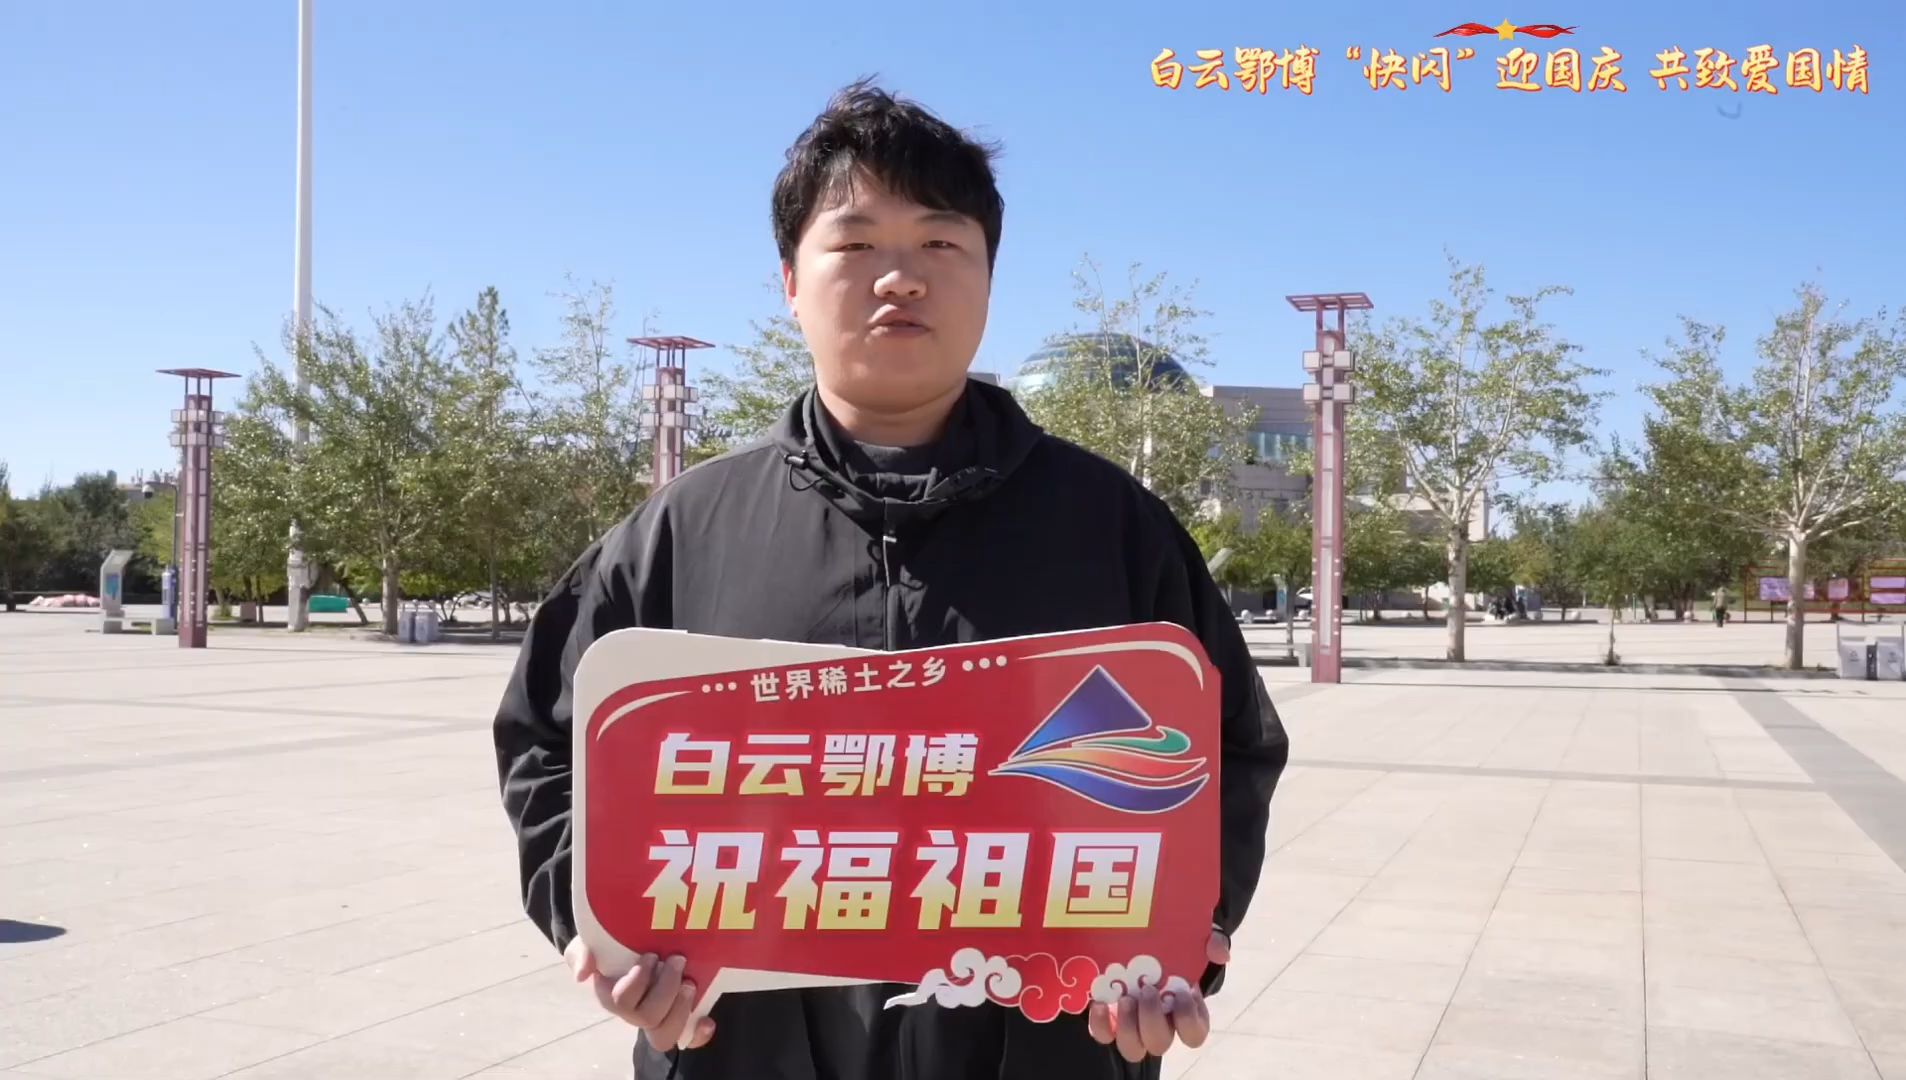 白云鄂博“快闪”迎国庆 共致爱国情
世界稀土之乡
白云鄂博
祝福祖国